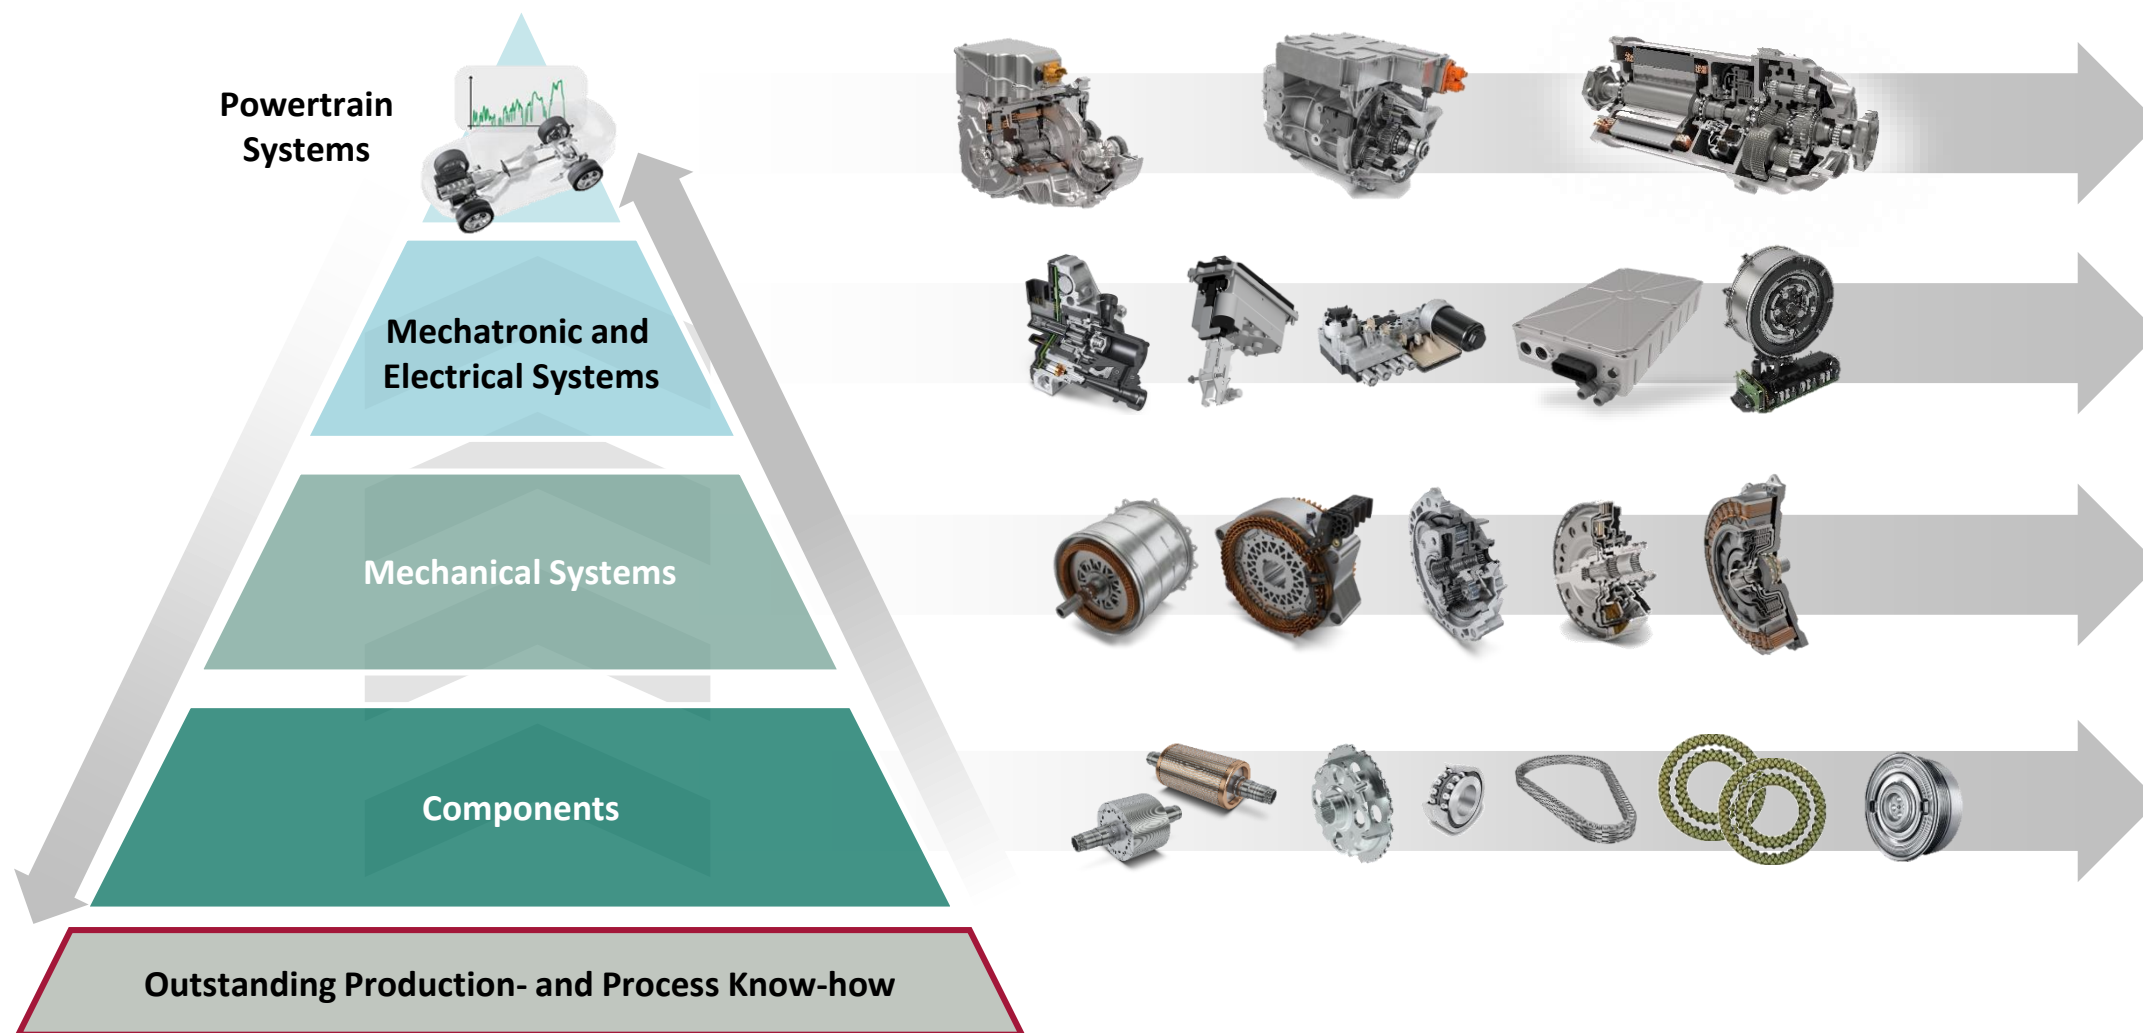 Powertrain
Systems
Mechatronic and
Electrical Systems
Mechanical Systems
Components
Outstanding Production- and Process Know-how